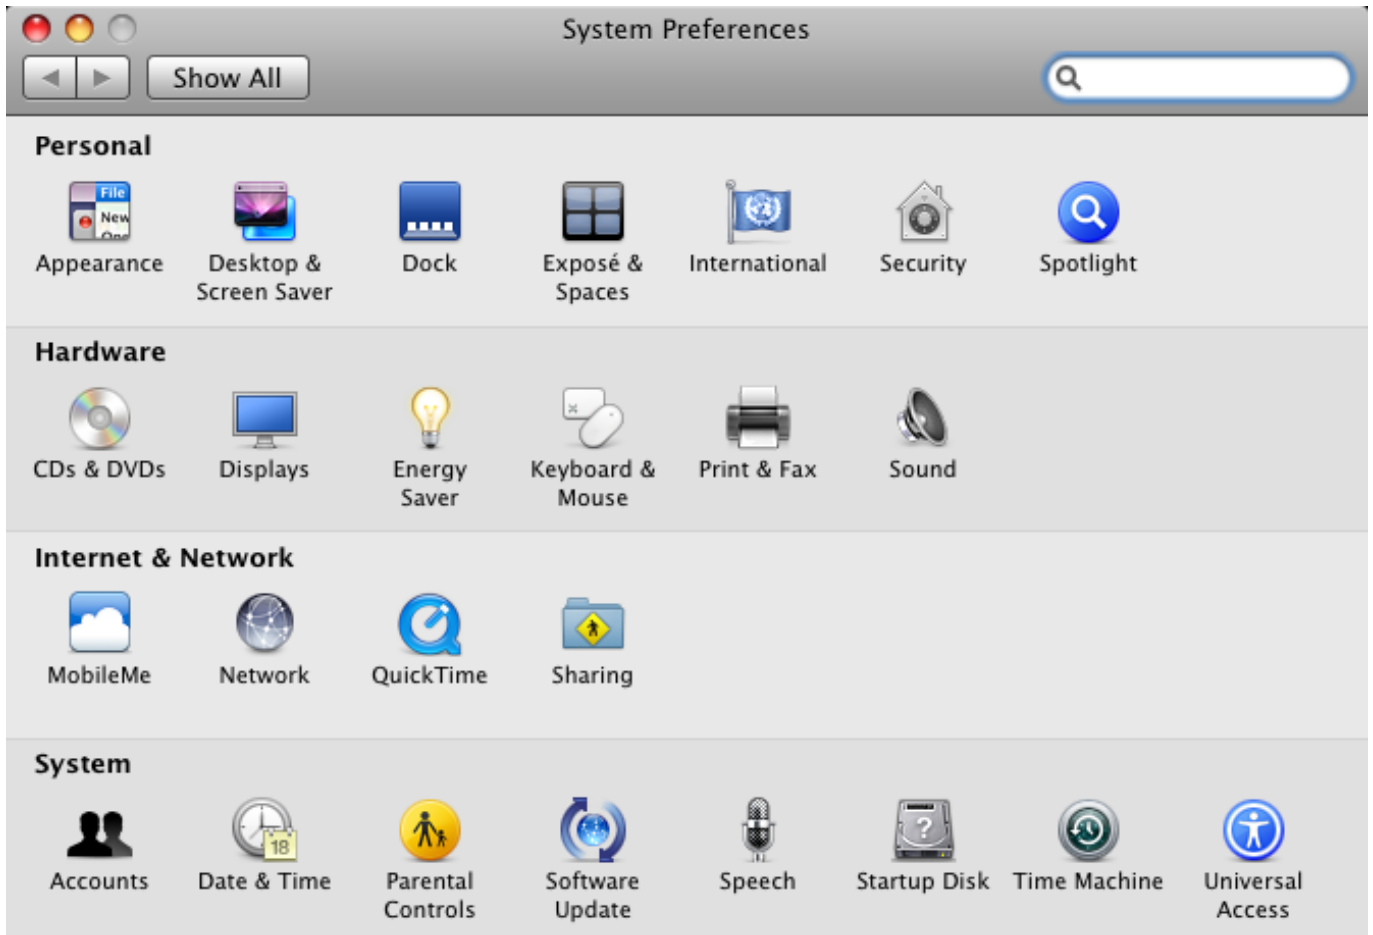 System Preferences
Show All
Personal
File
New
One
Appearance
Desktop &
Screen Saver
Dock
Exposé &
Spaces
International
Security
Spotlight
Hardware
CDs & DVDs
Displays
Energy
Saver
Keyboard &
Mouse
Print & Fax
Sound
Internet & Network
MobileMe
Network
QuickTime
Sharing
System
18
?
Accounts
Date & Time
Parental
Controls
Software
Update
Speech
Startup Disk
Time Machine
Universal
Access